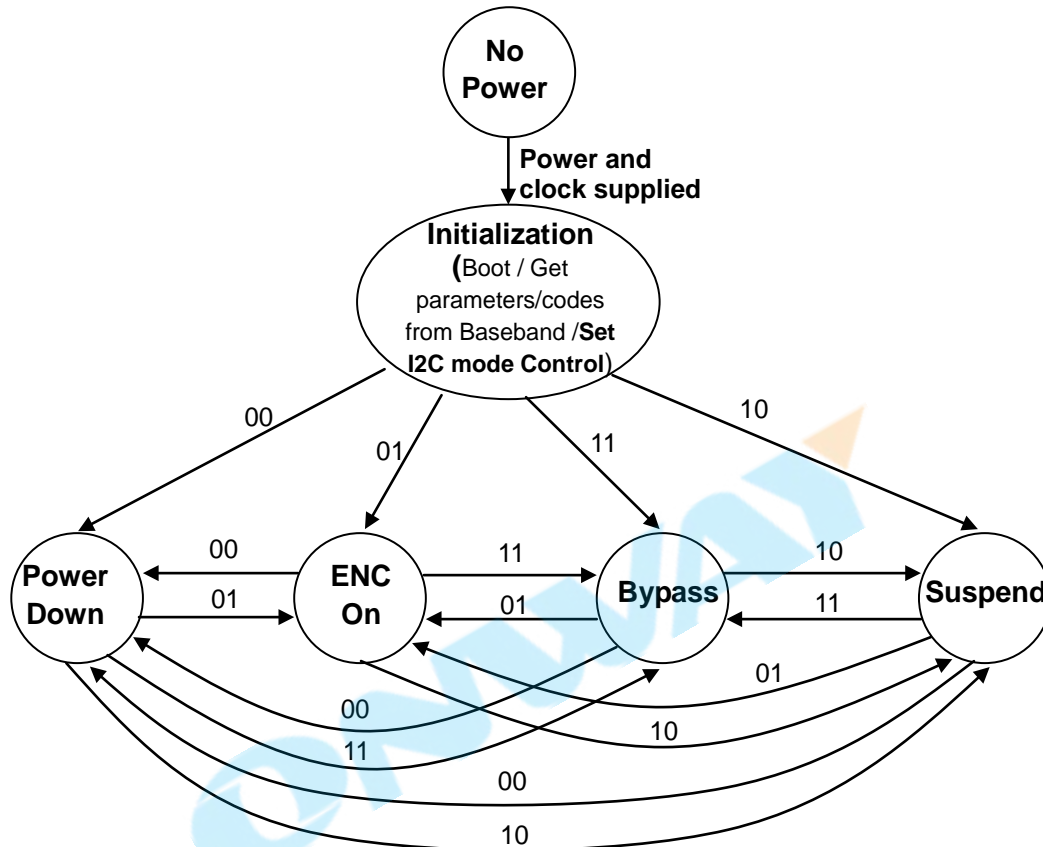 No
Power
Power and
clock supplied
Initialization
(Boot / Get
parameters/codes
from Baseband /Set
I2C mode Control)
00
01
11
10
Power
Down
00
01
ENC
On
11
01
Bypass
10
11
Suspend
01
00
10
11
00
10
ONWAY